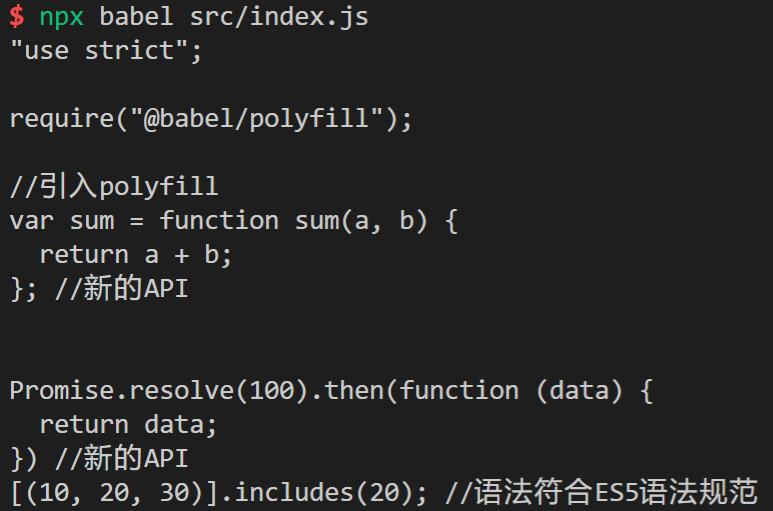 $ npx babel src/index.js
"use strict";
require("@babel/polyfill");
//引入polyfill
var sum = function sum(a, b) {
  return a + b;
}; //新的API
Promise.resolve(100).then(function (data) {
  return data;
}) //新的API
[(10, 20, 30)].includes(20); //语法符合ES5语法规范